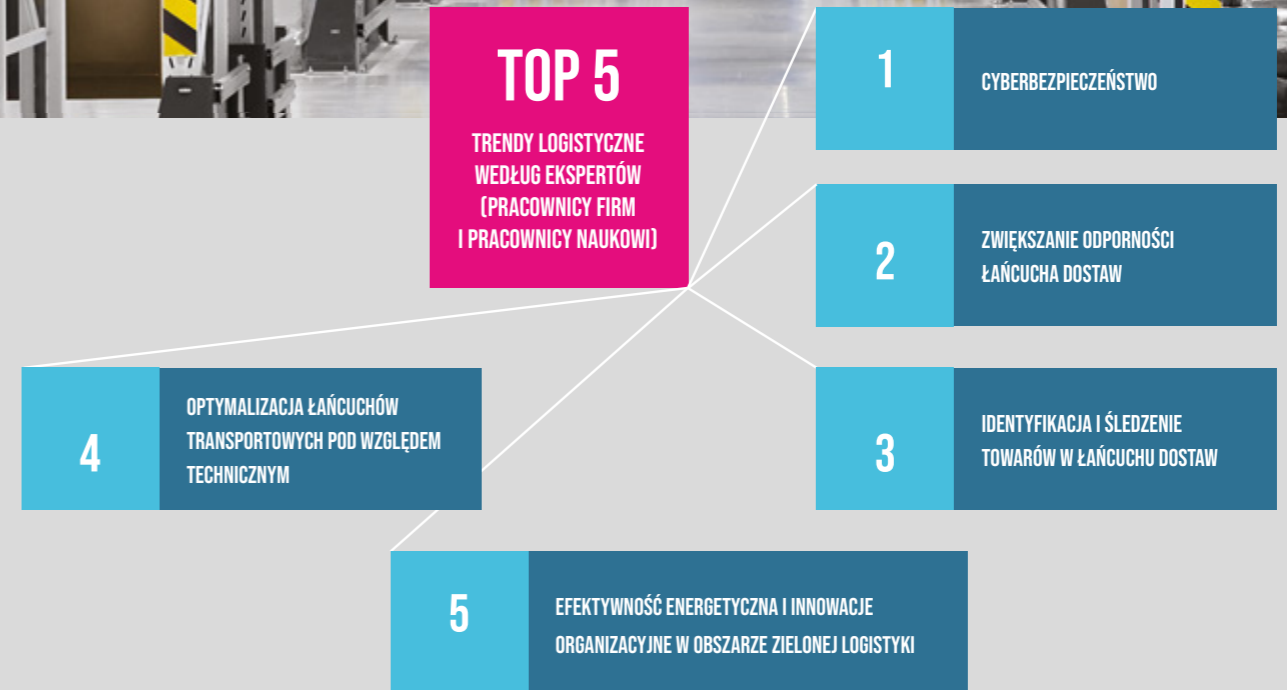 TOP 5
TRENDY LOGISTYCZNE
WEDŁUG EKSPERTÓW
(PRACOWNICY FIRM
I PRACOWNICY NAUKOWI)
1
CYBERBEZPIECZEŃSTWO
2
ZWIĘKSZANIE ODPORNOŚCI
ŁAŃCUCHA DOSTAW
3
IDENTYFIKACJA I ŚLEDZENIE
TOWARÓW W ŁAŃCUCHU DOSTAW
4
OPTYMALIZACJA ŁAŃCUCHÓW
TRANSPORTOWYCH POD WZGLĘDEM
TECHNICZNYM
5
EFEKTYWNOŚĆ ENERGETYCZNA I INNOWACJE
ORGANIZACYJNE W OBSZARZE ZIELONEJ LOGISTYKI